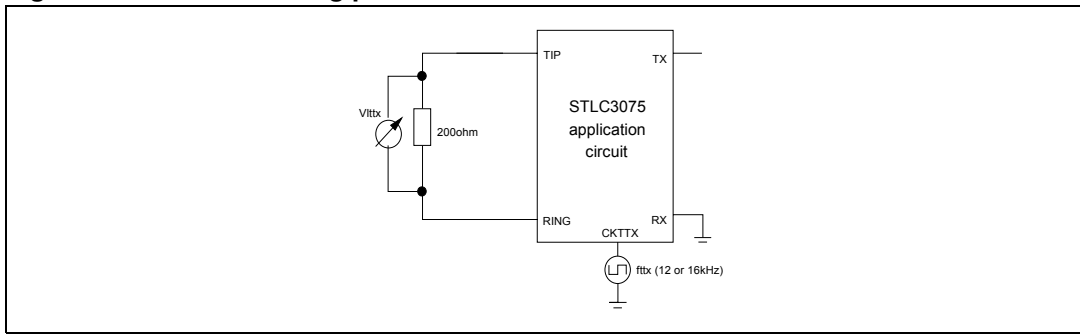 TIP
TX
Vlttx
200ohm
STLC3075
application
circuit
RING
RX
CKTTX
fttx (12 or 16kHz)